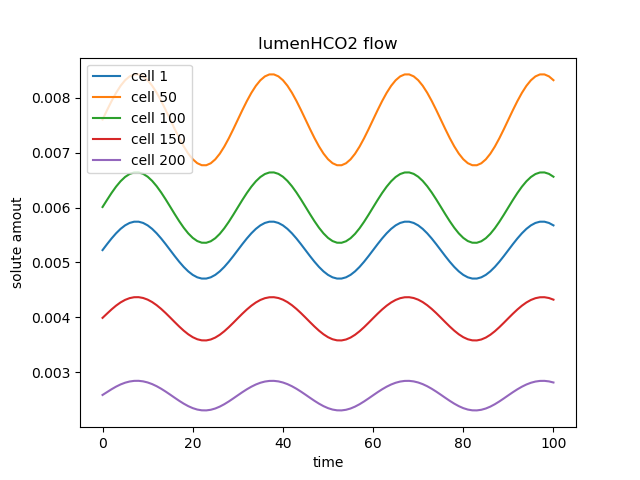 lumenHCO2 flow
cell 1
cell 50
cell 100
cell 150
cell 200
0.008
0.007
0.006
0.005
0.004
0.003
solute amout
0 20 40 60 80 100
time